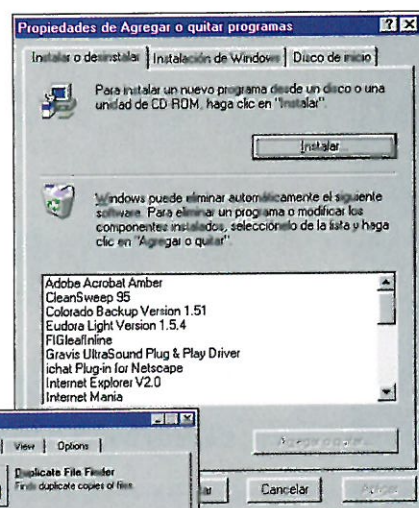 Propiedades de Agregar o quitar programas
Instalar o desinstalar
Instalación de Windows
Disco de inicio
Para instalar un nuevo programa desde un disco o una
unidad de CD-ROM, haga clic en "Instalar".
Instalar...
Windows puede eliminar automáticamente el siguiente
software. Para eliminar un programa o modificar los
componentes instalados, selecciónelo de la lista y haga
clic en "Agregar o quitar".
Adobe Acrobat Amber
CleanSweep 95
Colorado Backup Version 1.51
Eudora Light Version 1.5.4
FIGleafInline
Gravis UltraSound Plug & Play Driver
ichat Plug-in for Netscape
Internet Explorer V2.0
Internet Mania
Agregar o quitar...
View
Options
Duplicate File Finder
Finds duplicate copies of files.
ar
Cancelar
Aplicar